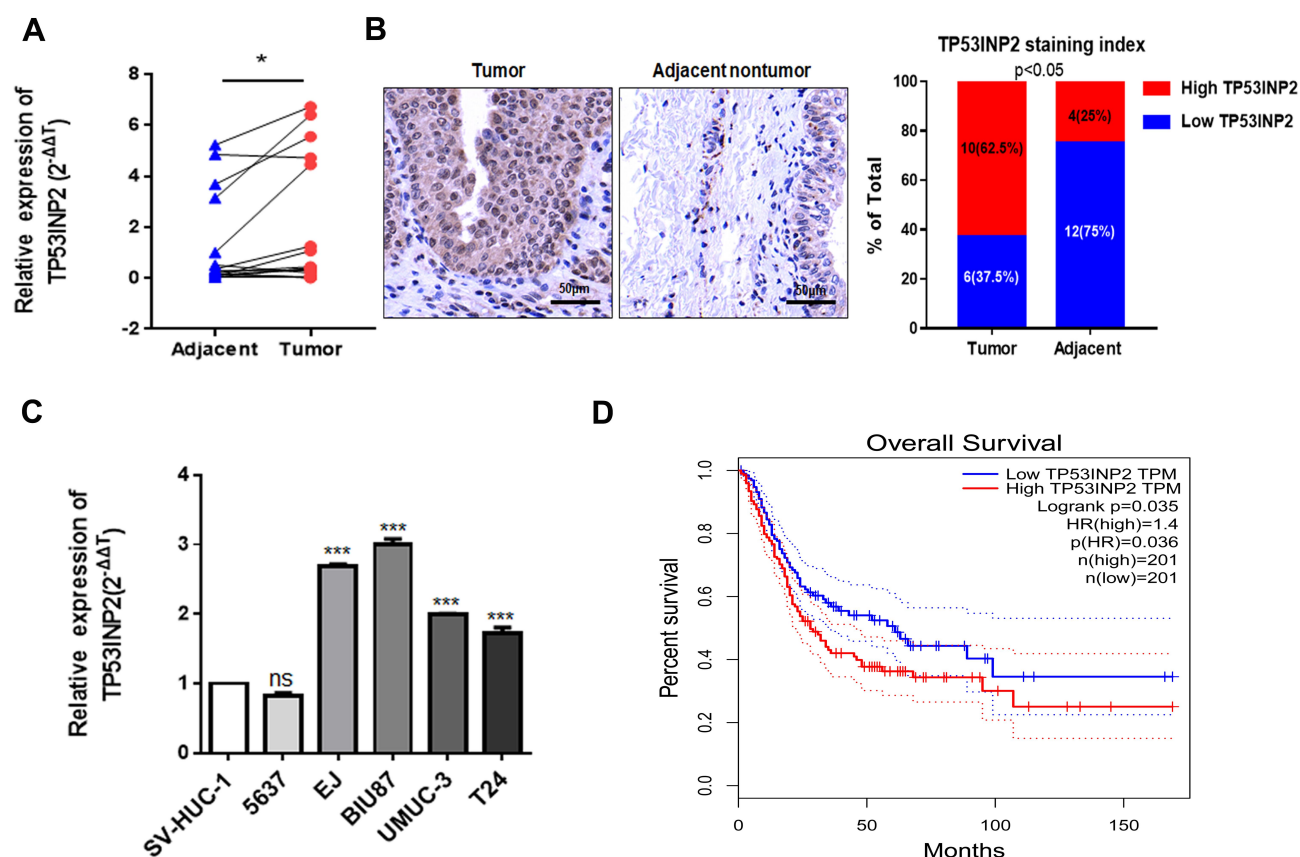 A
Relative expression of
TP53INP2 (2-ΔΔT)
8
6
4
2
0
-2
*
Adjacent Tumor
B
Tumor
Adjacent nontumor
50μm
50μm
TP53INP2 staining index
p<0.05
High TP53INP2
Low TP53INP2
% of Total
100
80
60
40
20
0
10(62.5%)
4(25%)
6(37.5%)
12(75%)
Tumor
Adjacent
C
Relative expression of
TP53INP2(2-ΔΔT)
4
3
2
1
0
ns
***
***
***
***
SV-HUC-1
5637
EJ
BIU87
UMUC-3
T24
D
Overall Survival
Low TP53INP2 TPM
High TP53INP2 TPM
Logrank p=0.035
HR(high)=1.4
p(HR)=0.036
n(high)=201
n(low)=201
Percent survival
1.0
0.8
0.6
0.4
0.2
0.0
0 50 100 150
Months